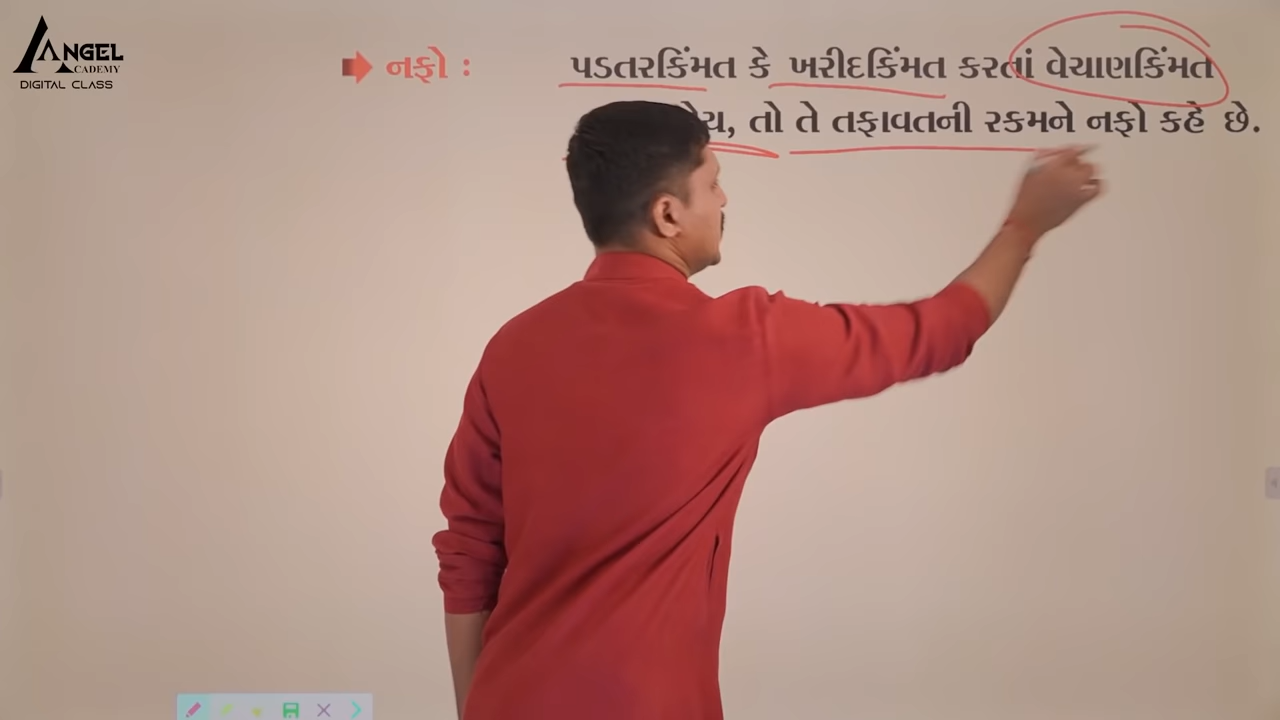 ANGEL
ACADEMY
DIGITAL CLASS
નફો : પડતરકિંમત કે ખરીદકિંમત કરતાં વેચાણકિંમત
તો તે તફાવતની રકમને નફો કહે છે.